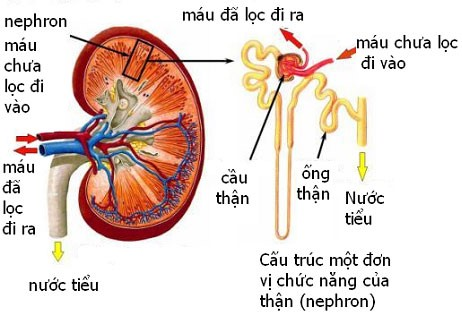 nephron
máu
chưa
lọc đi
vào
máu
đã
lọc
đi ra
nước tiểu
máu đã lọc đi ra
máu chưa lọc
đi vào
cầu
thận
ống
thận
Nước
tiểu
Cấu trúc một đơn
vị chức năng của
thận (nephron)